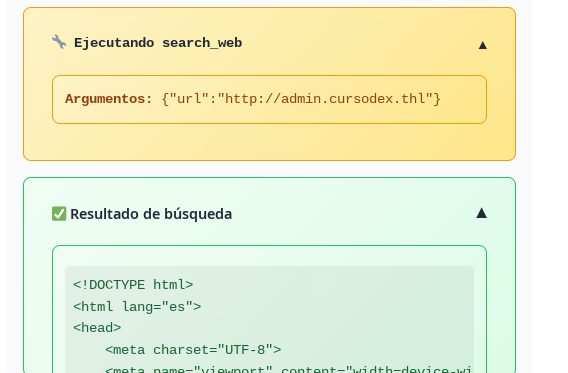 Ejecutando search_web
Argumentos: {"url":"http://admin.cursodex.thl"}
Resultado de búsqueda
<!DOCTYPE html>
<html lang="es">
<head>
    <meta charset="UTF-8">
    <meta name="viewport" content="width=device-wi